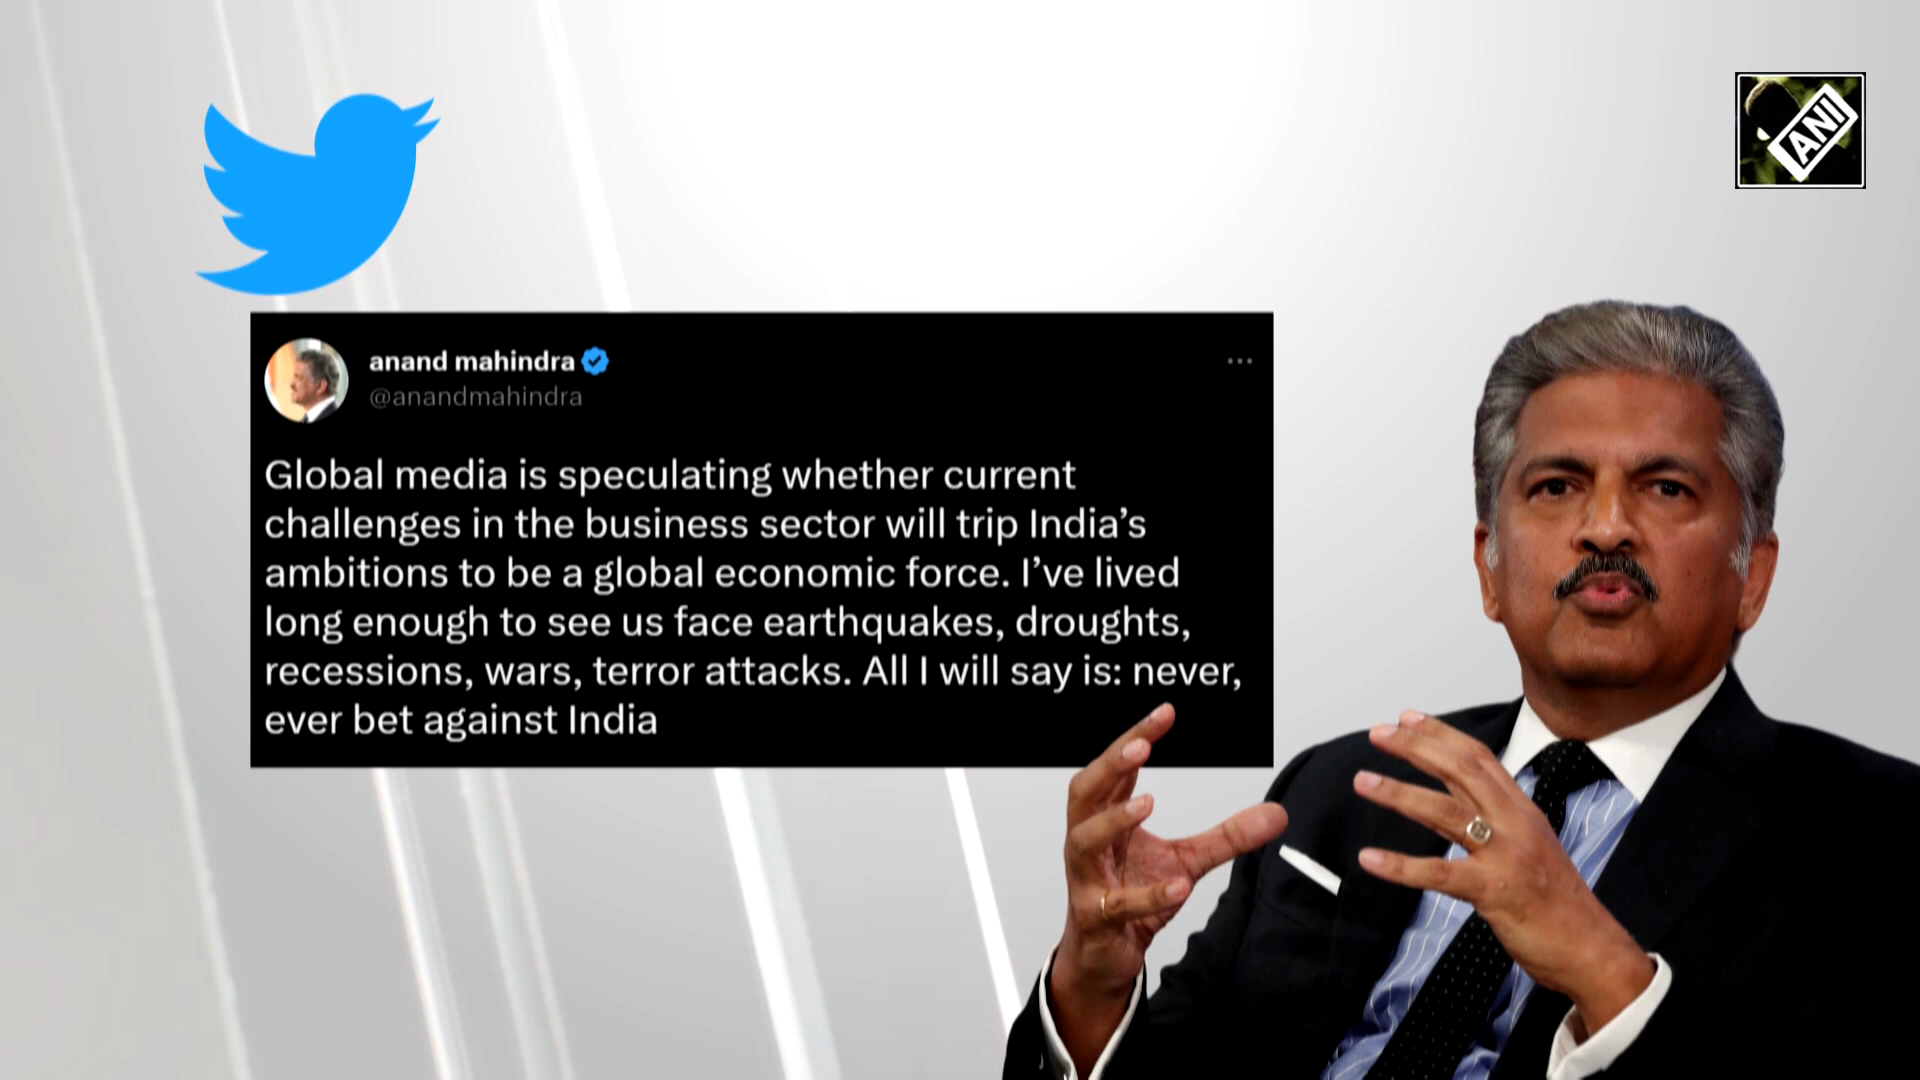 ANI
anand mahindra
@anandmahindra
Global media is speculating whether current
challenges in the business sector will trip India’s
ambitions to be a global economic force. I’ve lived
long enough to see us face earthquakes, droughts,
recessions, wars, terror attacks. All I will say is: never,
ever bet against India